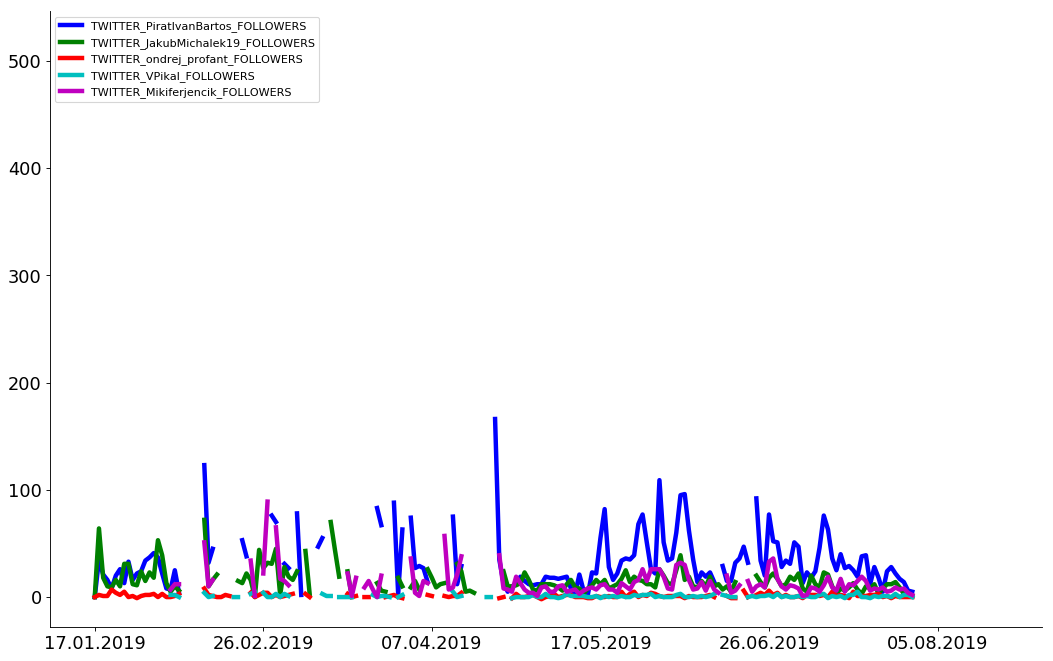 TWITTER_PiratIvanBartos_FOLLOWERS
TWITTER_JakubMichalek19_FOLLOWERS
TWITTER_ondrej_profant_FOLLOWERS
TWITTER_VPikal_FOLLOWERS
TWITTER_Mikiferjencik_FOLLOWERS
500
400
300
200
100
0
17.01.2019 26.02.2019 07.04.2019 17.05.2019 26.06.2019 05.08.2019